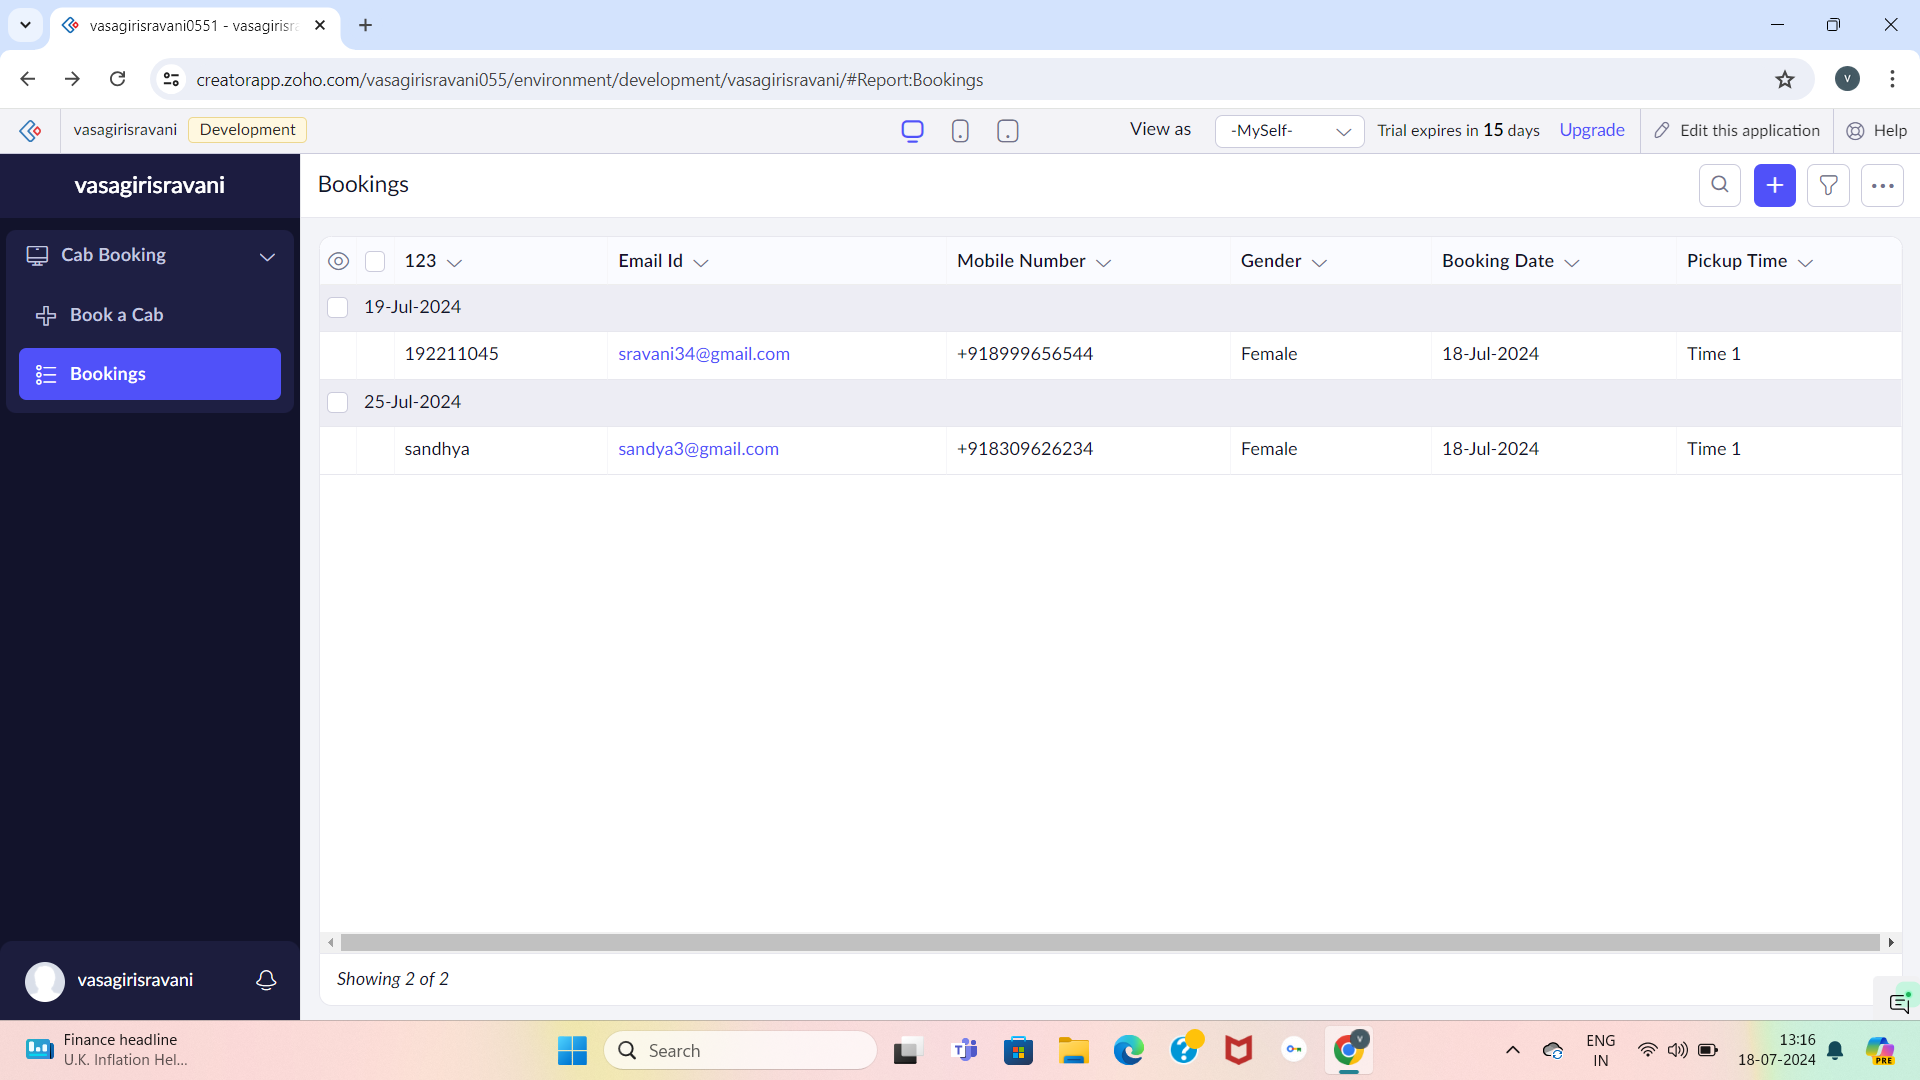 vasagirisravani0551 - vasagirisra
creatorapp.zoho.com/vasagirisravani055/environment/development/vasagirisravani/#Report:Bookings
V
vasagirisravani Development View as -MySelf- Trial expires in 15 days Upgrade Edit this application Help
vasagirisravani
Cab Booking
Book a Cab
Bookings
Bookings
123 Email Id Mobile Number Gender Booking Date Pickup Time
19-Jul-2024
192211045 sravani34@gmail.com +918999656544 Female 18-Jul-2024 Time 1
25-Jul-2024
sandhya sandya3@gmail.com +918309626234 Female 18-Jul-2024 Time 1
Showing 2 of 2
vasagirisravani
Finance headline
U.K. Inflation Hel...
Search
V
ENG
IN
13:16
18-07-2024
PRE